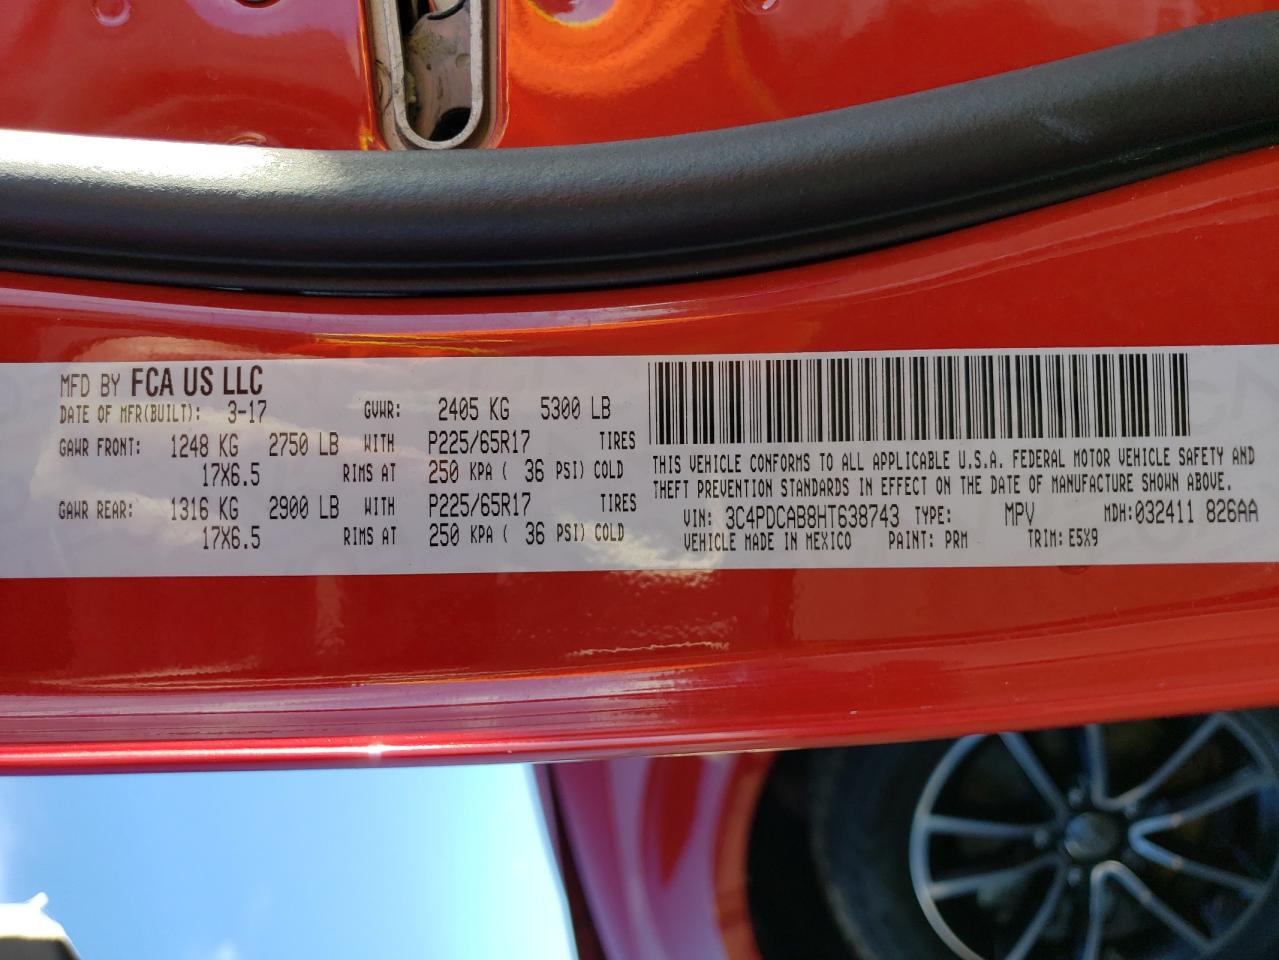 MFD BY FCA US LLC
DATE OF MFR(BUILT): 3-17 GVWR: 2405 KG 5300 LB
GAWR FRONT: 1248 KG 2750 LB WITH P225/65R17 TIRES
17X6.5 RIMS AT 250 KPA ( 36 PSI) COLD
GAWR REAR: 1316 KG 2900 LB WITH P225/65R17 TIRES
17X6.5 RIMS AT 250 KPA ( 36 PSI) COLD
THIS VEHICLE CONFORMS TO ALL APPLICABLE U.S.A. FEDERAL MOTOR VEHICLE SAFETY AND
THEFT PREVENTION STANDARDS IN EFFECT ON THE DATE OF MANUFACTURE SHOWN ABOVE.
VIN: 3C4PDCAB8HT638743 TYPE: MPV MDH:032411 826AA
VEHICLE MADE IN MEXICO PAINT: PRM TRIM: E5X9